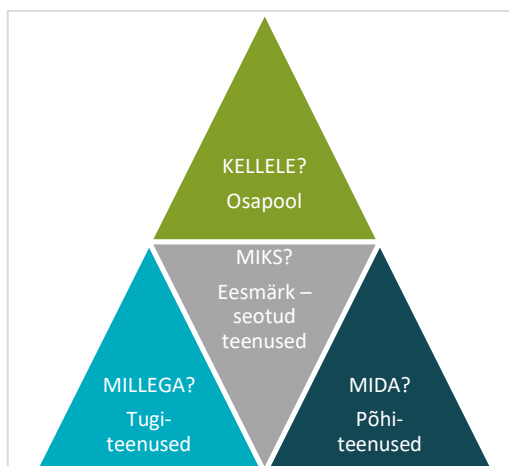 KELLELE?
Osapool
MIKS?
Eesmärk –
seotud
teenused
MILLEGA?
Tugi-
teenused
MIDA?
Põhi-
teenused